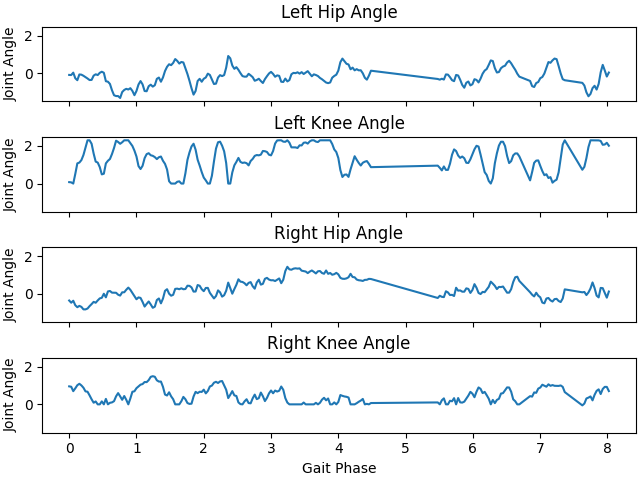 Left Hip Angle
Joint Angle
2
0
Left Knee Angle
Joint Angle
2
0
Right Hip Angle
Joint Angle
2
0
Right Knee Angle
Joint Angle
2
0
0 1 2 3 4 5 6 7 8
Gait Phase